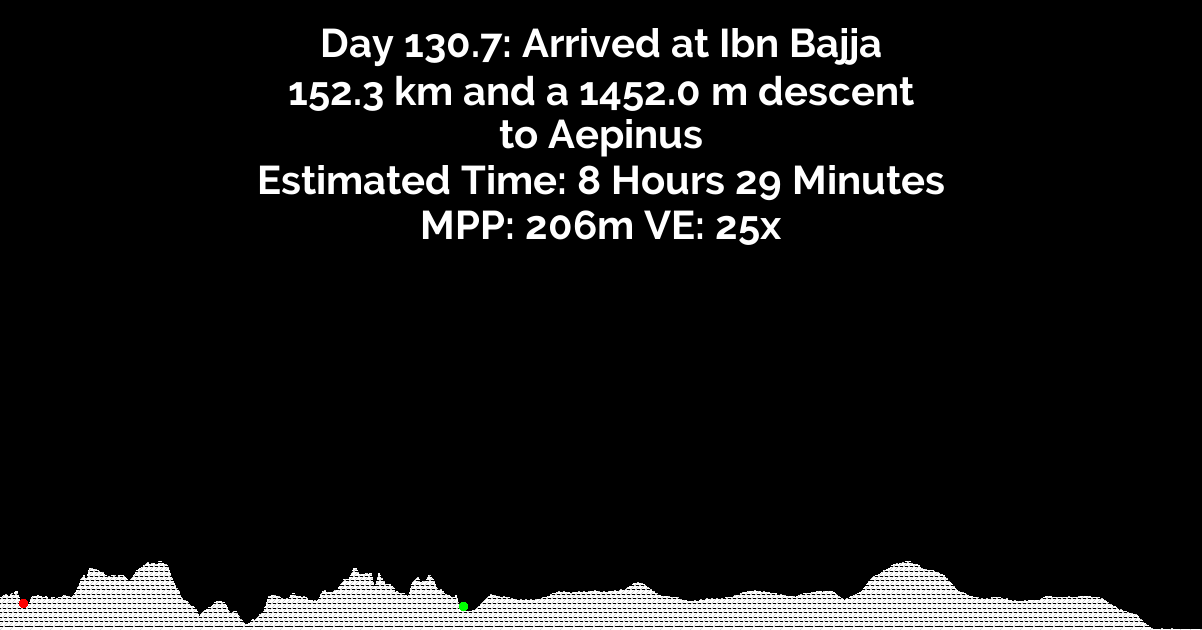 Day 130.7: Arrived at Ibn Bajja
152.3 km and a 1452.0 m descent
to Aepinus
Estimated Time: 8 Hours 29 Minutes
MPP: 206m VE: 25x